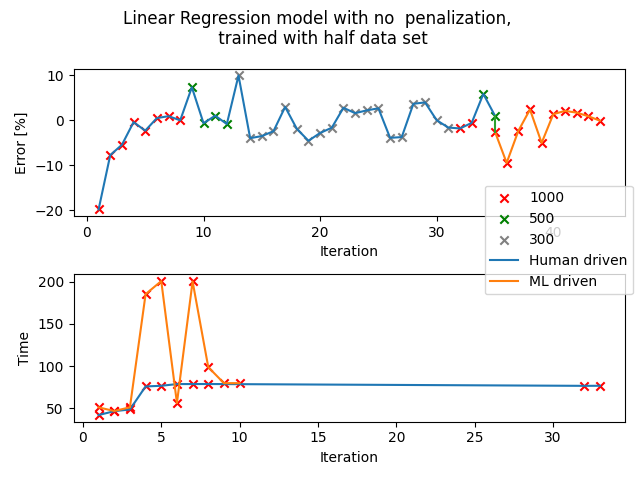 Linear Regression model with no  penalization,
trained with half data set
10
0
−10
−20
Error [%]
0 10 20 30 40
Iteration
1000
500
300
Human driven
ML driven
200
150
100
50
Time
0 5 10 15 20 25 30
Iteration